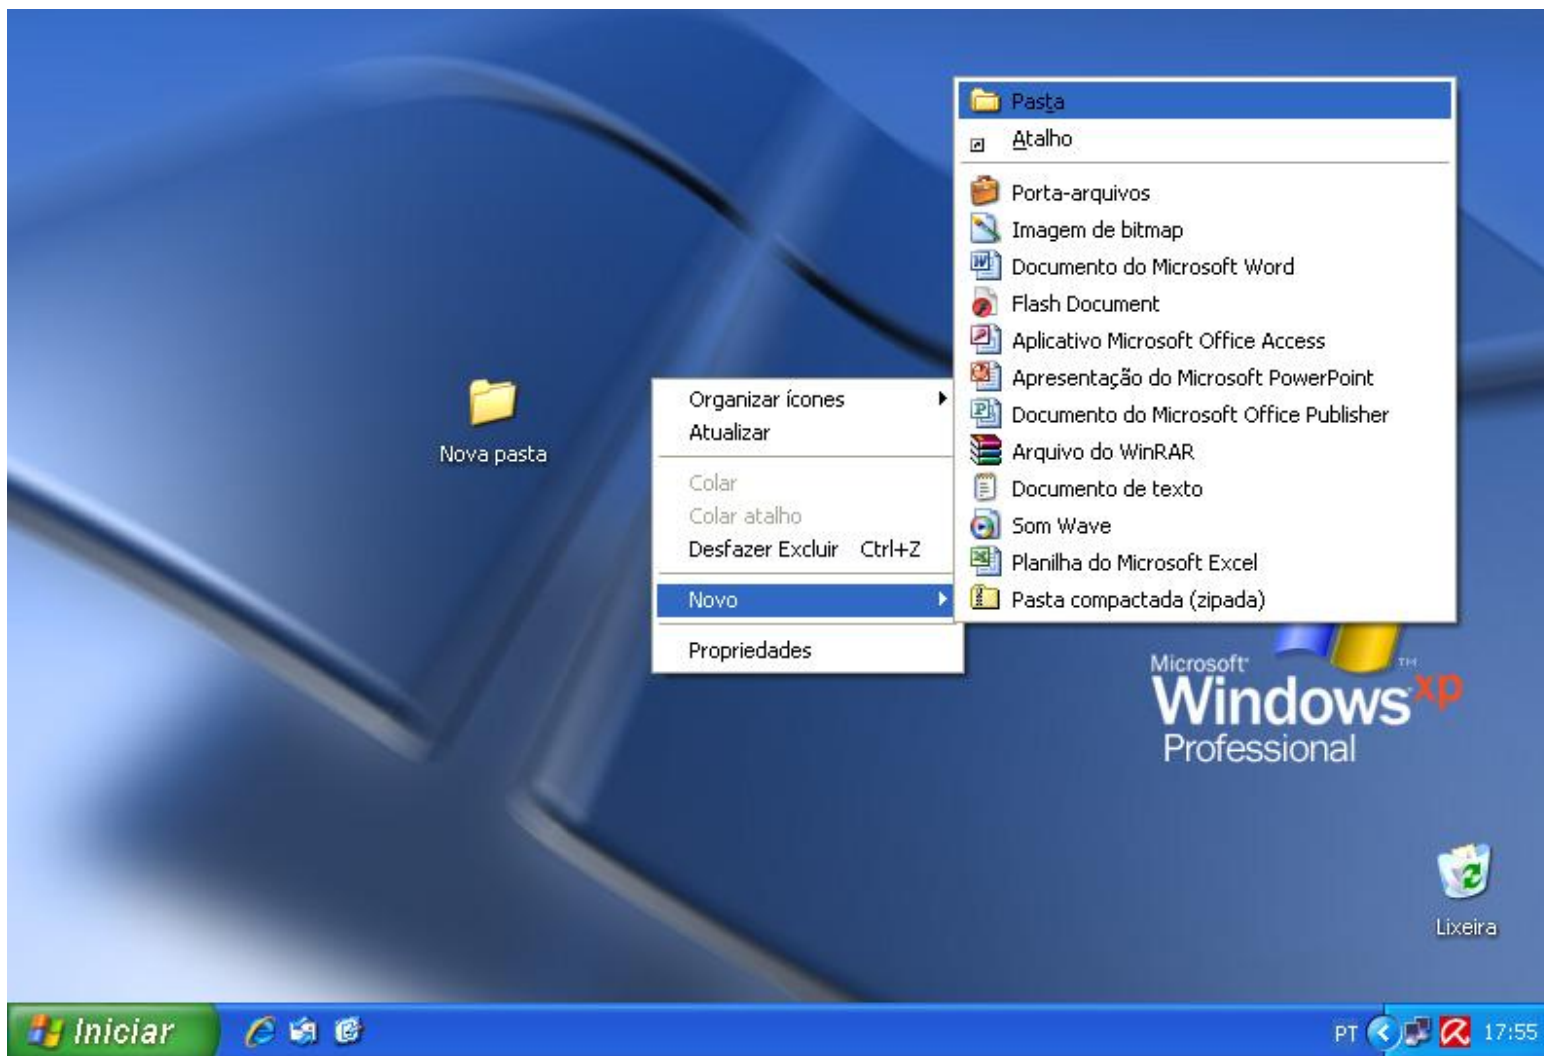 Pasta
Atalho
Porta-arquivos
Imagem de bitmap
Documento do Microsoft Word
Flash Document
Aplicativo Microsoft Office Access
Apresentação do Microsoft PowerPoint
Documento do Microsoft Office Publisher
Arquivo do WinRAR
Documento de texto
Som Wave
Planilha do Microsoft Excel
Pasta compactada (zipada)
Nova pasta
Organizar ícones
Atualizar
Colar
Colar atalho
Desfazer Excluir Ctrl+Z
Novo
Propriedades
Microsoft
Windows xp TM
Professional
Lixeira
Iniciar
PT 17:55